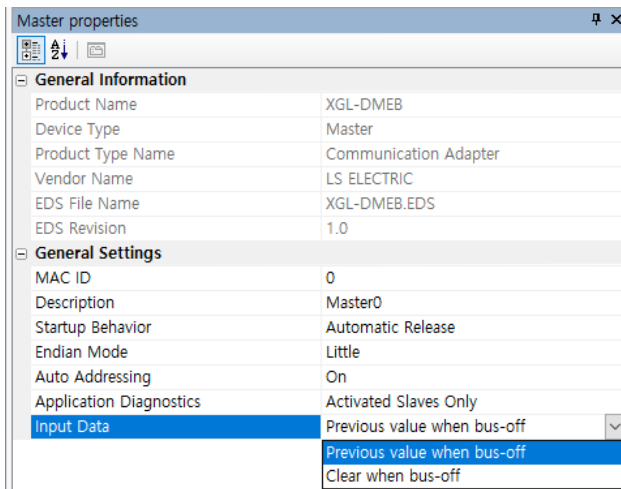 Master properties
General Information
Product Name XGL-DMEB
Device Type Master
Product Type Name Communication Adapter
Vendor Name LS ELECTRIC
EDS File Name XGL-DMEB.EDS
EDS Revision 1.0
General Settings
MAC ID 0
Description Master0
Startup Behavior Automatic Release
Endian Mode Little
Auto Addressing On
Application Diagnostics Activated Slaves Only
Input Data Previous value when bus-off
Previous value when bus-off
Clear when bus-off